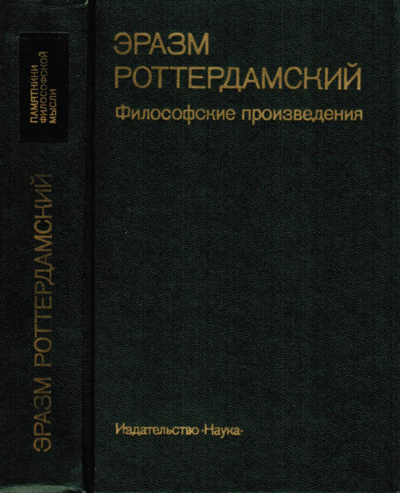 ПАМЯТНИКИ
ФИЛОСОФСКОЙ
МЫСЛИ
ЭРАЗМ РОТТЕРДАМСКИЙ
ЭРАЗМ
РОТТЕРДАМСКИЙ
Философские произведения
Издательство ·Наука·